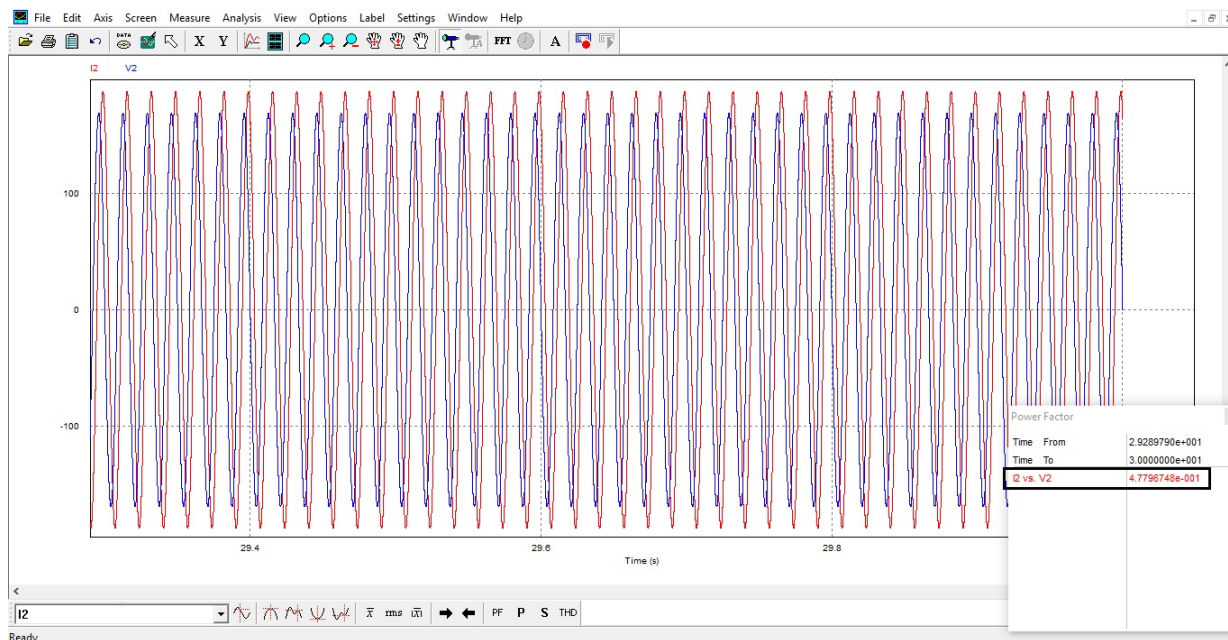 File Edit Axis Screen Measure Analysis View Options Label Settings Window Help
DATA X Y FFT A
I2 V2
100
0
-100
29.4 29.6 29.8
Time (s)
Power Factor
Time From 2.9289790e+001
Time To 3.0000000e+001
I2 vs. V2 4.7796748e-001
I2 x rms |x| PF P S THD
Ready